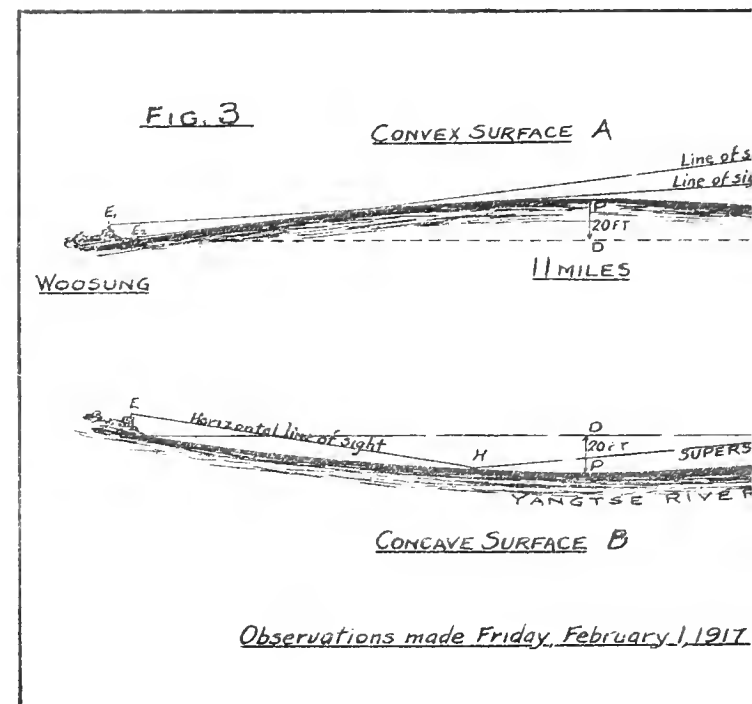 FIG. 3
CONVEX SURFACE A
Line of s
Line of sig
E1
E2
P
20 FT
D
WOOSUNG
11 MILES
E
Horizontal line of sight
D
20 FT
H
P
SUPERS
YANGTSE RIVER
CONCAVE SURFACE B
Observations made Friday, February 1, 1917